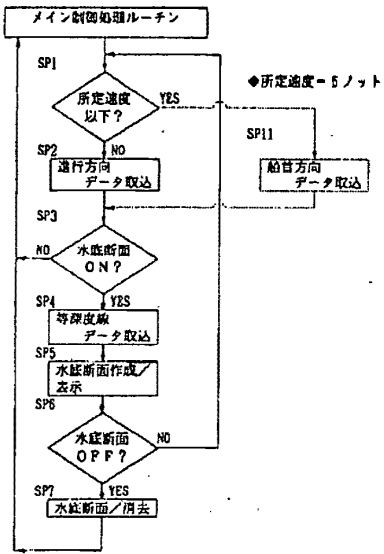 メイン制御処理ルーチン
SP1
所定速度
以下？
YES
◆所定速度＝5ノット
NO
SP11
SP2
進行方向
データ取込
船首方向
データ取込
SP3
水底断面
ON？
NO
YES
SP4
等深度線
データ取込
SP5
水底断面作成／
表示
SP6
水底断面
OFF？
NO
YES
SP7
水底断面／消去